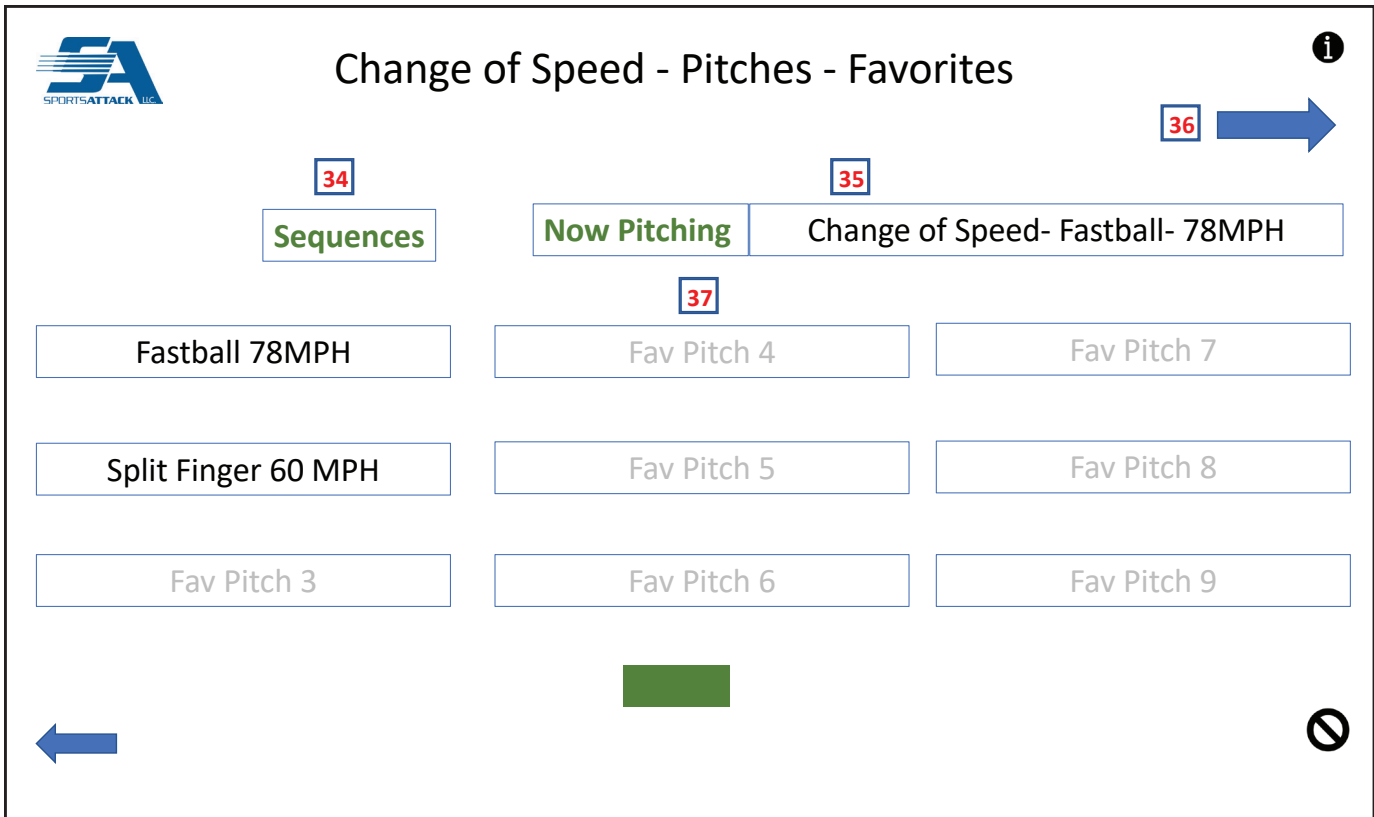 SA
SPORTSATTACK LLC.
Change of Speed - Pitches - Favorites
i
36
34
35
Sequences
Now Pitching
Change of Speed- Fastball- 78MPH
37
Fastball 78MPH
Fav Pitch 4
Fav Pitch 7
Split Finger 60 MPH
Fav Pitch 5
Fav Pitch 8
Fav Pitch 3
Fav Pitch 6
Fav Pitch 9